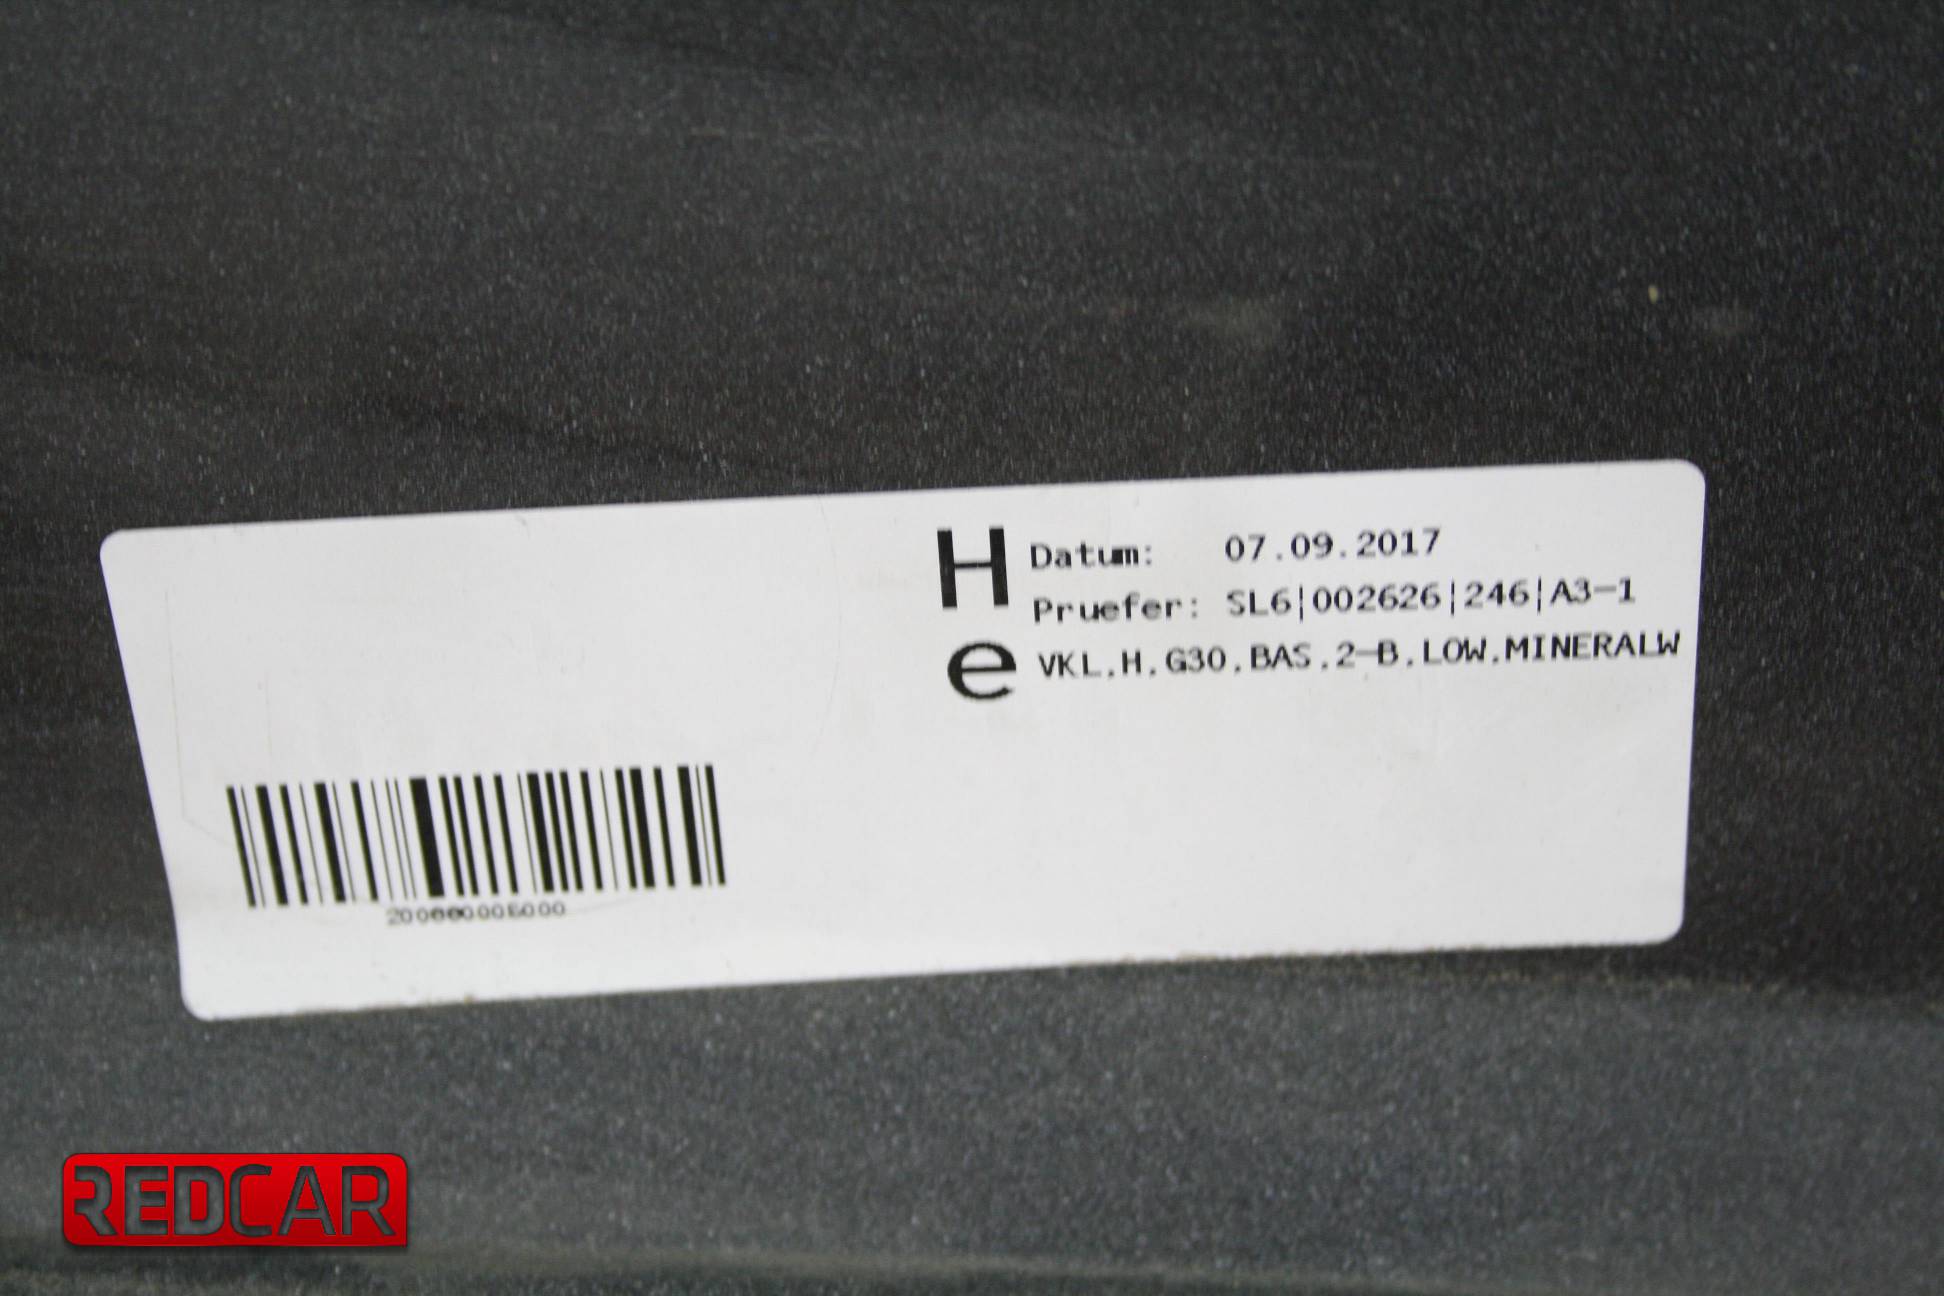 H
Datum: 07.09.2017
Pruefer: SL6|002626|246|A3-1
e
VKL.H.G30.BAS.2-B.LOW.MINERALW
REDCAR